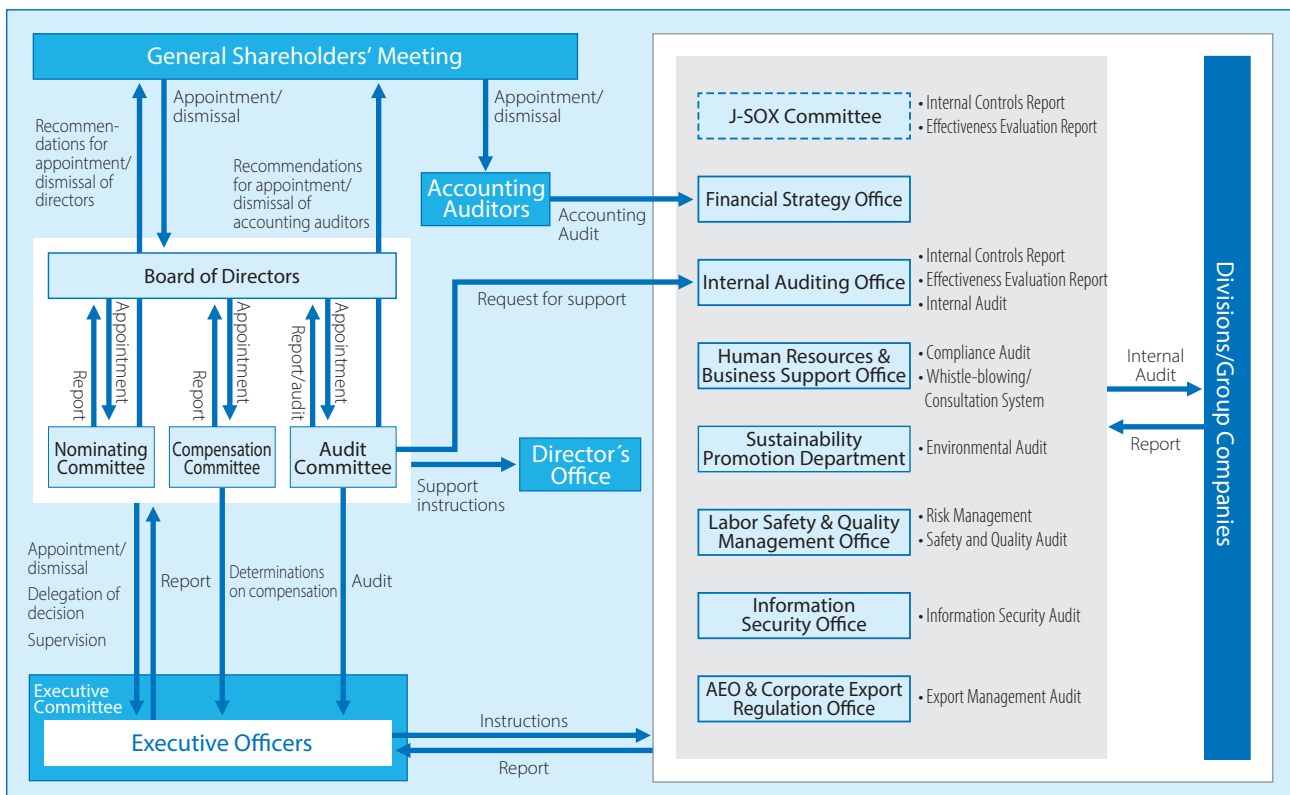 General Shareholders’ Meeting
Appointment/
dismissal
Appointment/
dismissal
Recommen-
dations for
appointment/
dismissal of
directors
Recommendations
for appointment/
dismissal of
accounting auditors
Accounting
Auditors
Accounting
Audit
Board of Directors
Report
Appointment
Report
Appointment
Report/audit
Appointment
Request for support
Nominating
Committee
Compensation
Committee
Audit
Committee
Director’s
Office
Support
instructions
Appointment/
dismissal
Delegation of
decision
Supervision
Report
Determinations
on compensation
Audit
Executive
Committee
Executive Officers
Instructions
Report
J-SOX Committee
• Internal Controls Report
• Effectiveness Evaluation Report
Financial Strategy Office
Internal Auditing Office
• Internal Controls Report
• Effectiveness Evaluation Report
• Internal Audit
Human Resources &
Business Support Office
• Compliance Audit
• Whistle-blowing/
Consultation System
Sustainability
Promotion Department
• Environmental Audit
Labor Safety & Quality
Management Office
• Risk Management
• Safety and Quality Audit
Information
Security Office
• Information Security Audit
AEO & Corporate Export
Regulation Office
• Export Management Audit
Internal
Audit
Report
Divisions/Group Companies